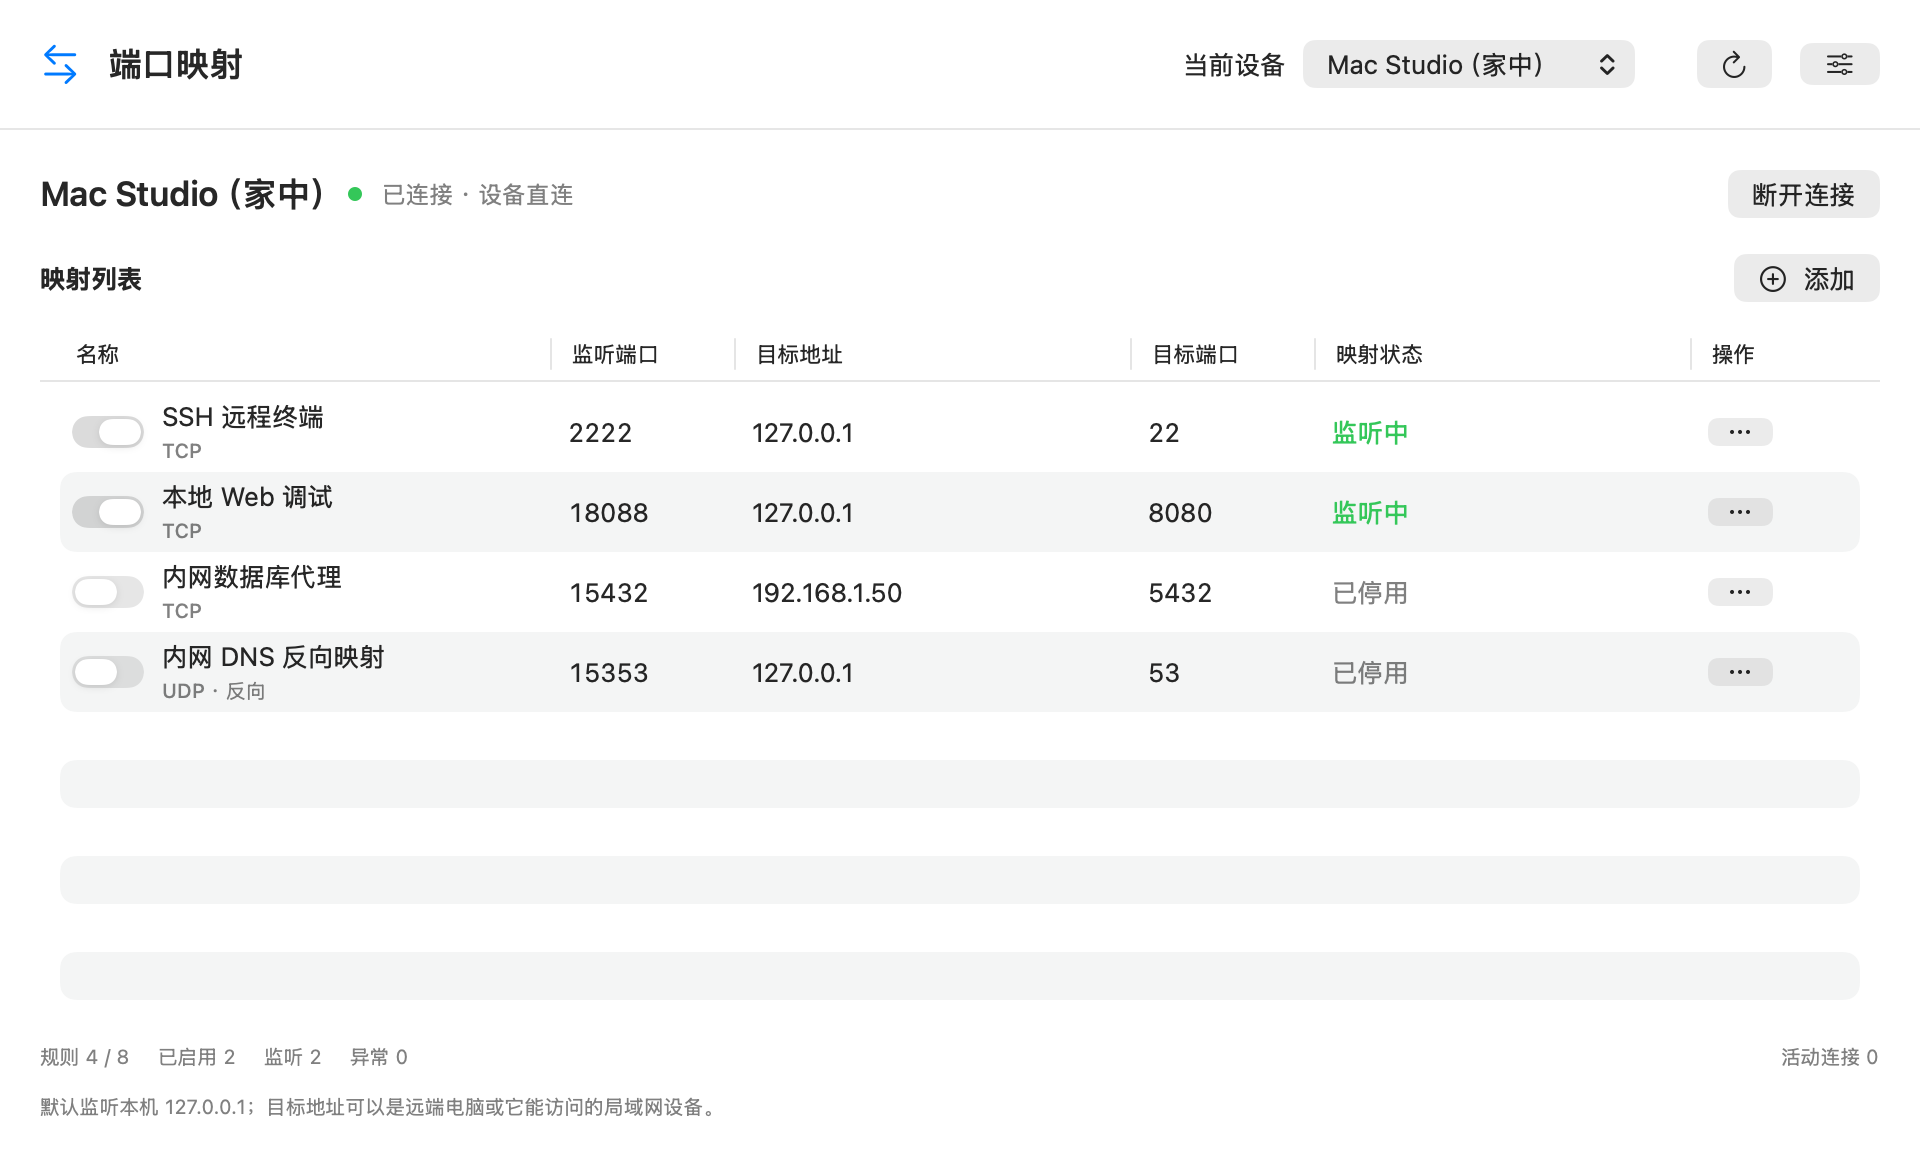 端口映射
当前设备 Mac Studio (家中)
Mac Studio (家中) 已连接 · 设备直连 断开连接
映射列表 添加
名称 监听端口 目标地址 目标端口 映射状态 操作
SSH 远程终端 2222 127.0.0.1 22 监听中
TCP
本地 Web 调试 18088 127.0.0.1 8080 监听中
TCP
内网数据库代理 15432 192.168.1.50 5432 已停用
TCP
内网 DNS 反向映射 15353 127.0.0.1 53 已停用
UDP · 反向
规则 4 / 8 已启用 2 监听 2 异常 0 活动连接 0
默认监听本机 127.0.0.1；目标地址可以是远端电脑或它能访问的局域网设备。